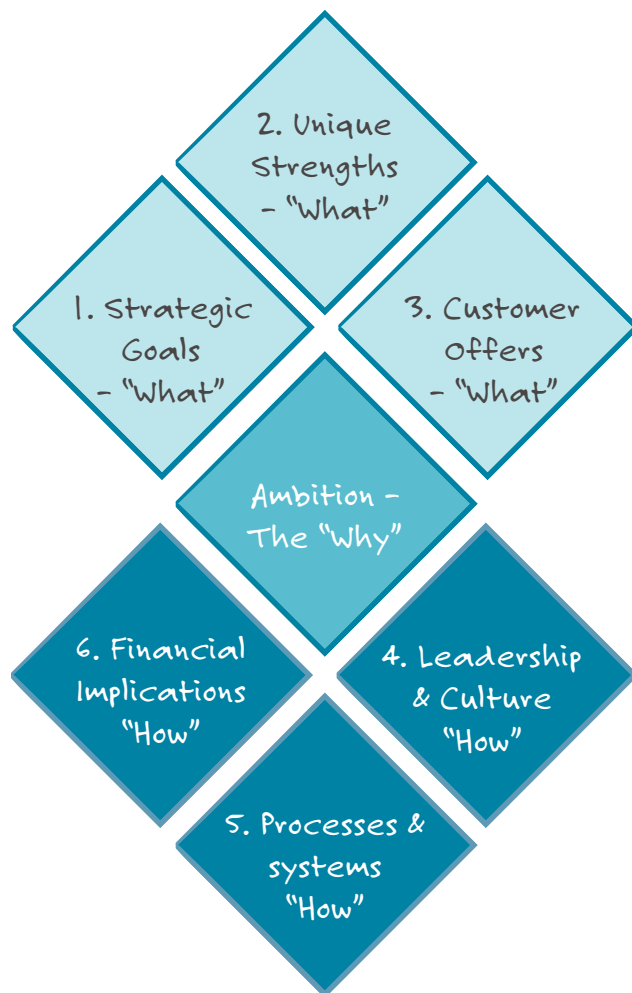 2. Unique
Strengths
- “What”
1. Strategic
Goals
- “What”
3. Customer
Offers
- “What”
Ambition -
The “Why”
6. Financial
Implications
“How”
4. Leadership
& Culture
“How”
5. Processes &
systems
“How”